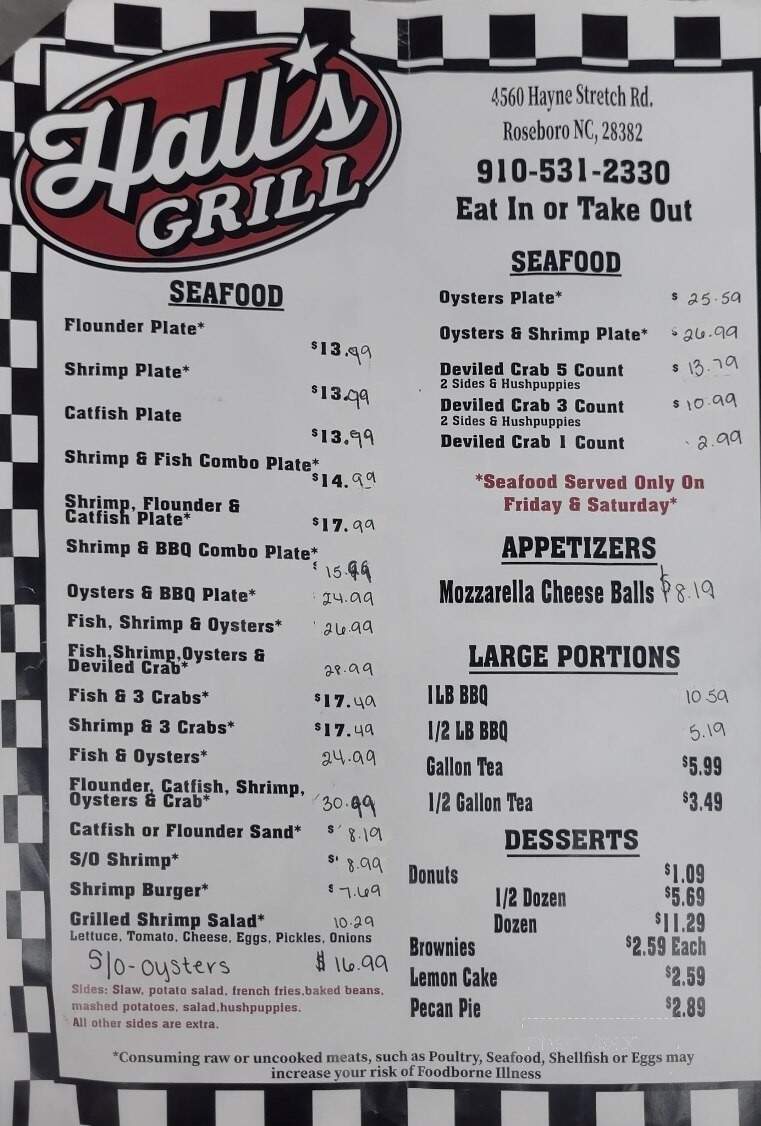 Hall's
GRILL
4560 Hayne Stretch Rd.
Roseboro NC, 28382
910-531-2330
Eat In or Take Out
SEAFOOD
Flounder Plate*
$13.99
Shrimp Plate*
$13.99
Catfish Plate
$13.99
Shrimp & Fish Combo Plate*
$14.99
Shrimp, Flounder &
Catfish Plate* $17.99
Shrimp & BBQ Combo Plate*
$ 15.99
Oysters & BBQ Plate* 24.99
Fish, Shrimp & Oysters* 26.99
Fish,Shrimp,Oysters &
Deviled Crab* 28.99
Fish & 3 Crabs* $17.49
Shrimp & 3 Crabs* $17.49
Fish & Oysters* 24.99
Flounder, Catfish, Shrimp,
Oysters & Crab* 30.99
Catfish or Flounder Sand* $ 8.19
S/O Shrimp* $ 8.99
Shrimp Burger* $ 7.69
Grilled Shrimp Salad* 10.29
Lettuce, Tomato, Cheese, Eggs, Pickles, Onions
S/O-oysters $ 16.99
Sides: Slaw, potato salad, french fries,baked beans,
mashed potatoes, salad,hushpuppies.
All other sides are extra.
SEAFOOD
Oysters Plate* $ 25.59
Oysters & Shrimp Plate* $ 26.99
Deviled Crab 5 Count $ 13.79
2 Sides & Hushpuppies
Deviled Crab 3 Count $ 10.99
2 Sides & Hushpuppies
Deviled Crab 1 Count 2.99
*Seafood Served Only On
Friday & Saturday*
APPETIZERS
Mozzarella Cheese Balls $8.19
LARGE PORTIONS
1LB BBQ 10.59
1/2 LB BBQ 5.19
Gallon Tea $5.99
1/2 Gallon Tea $3.49
DESSERTS
Donuts $1.09
1/2 Dozen $5.69
Dozen $11.29
Brownies $2.59 Each
Lemon Cake $2.59
Pecan Pie $2.89
*Consuming raw or uncooked meats, such as Poultry, Seafood, Shellfish or Eggs may
increase your risk of Foodborne Illness